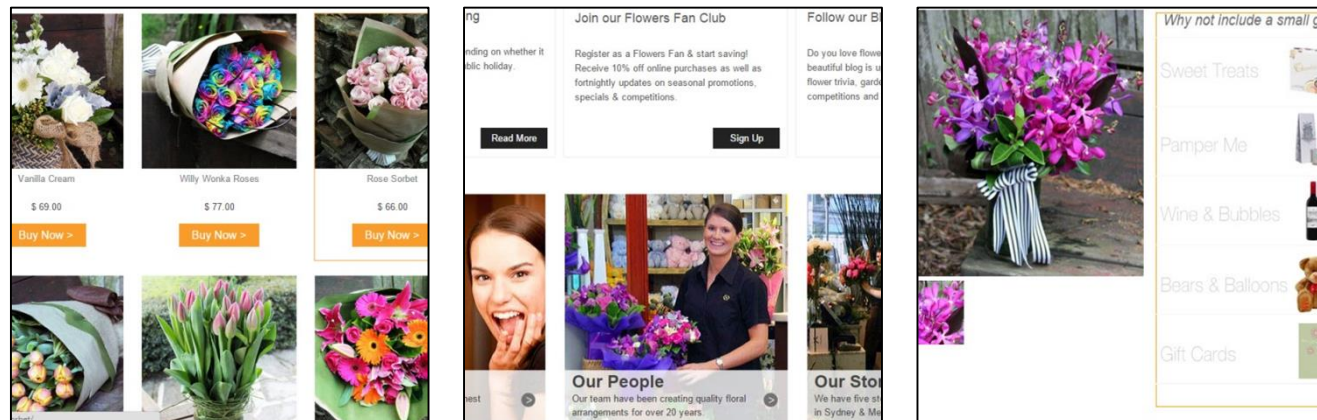 Vanilla Cream
Willy Wonka Roses
Rose Sorbet
$ 69.00
$ 77.00
$ 66.00
Buy Now >
Buy Now >
Buy Now >
ng
nding on whether it
blic holiday.
Read More
Join our Flowers Fan Club
Register as a Flowers Fan & start saving!
Receive 10% off online purchases as well as
fortnightly updates on seasonal promotions,
specials & competitions.
Sign Up
Follow our B
Do you love flowe
beautiful blog is u
flower trivia, garde
competitions and
nest
Our People
Our team have been creating quality floral
arrangements for over 20 years.
Our Sto
We have five st
in Sydney & Me
Why not include a small g
Sweet Treats
Pamper Me
Wine & Bubbles
Bears & Balloons
Gift Cards